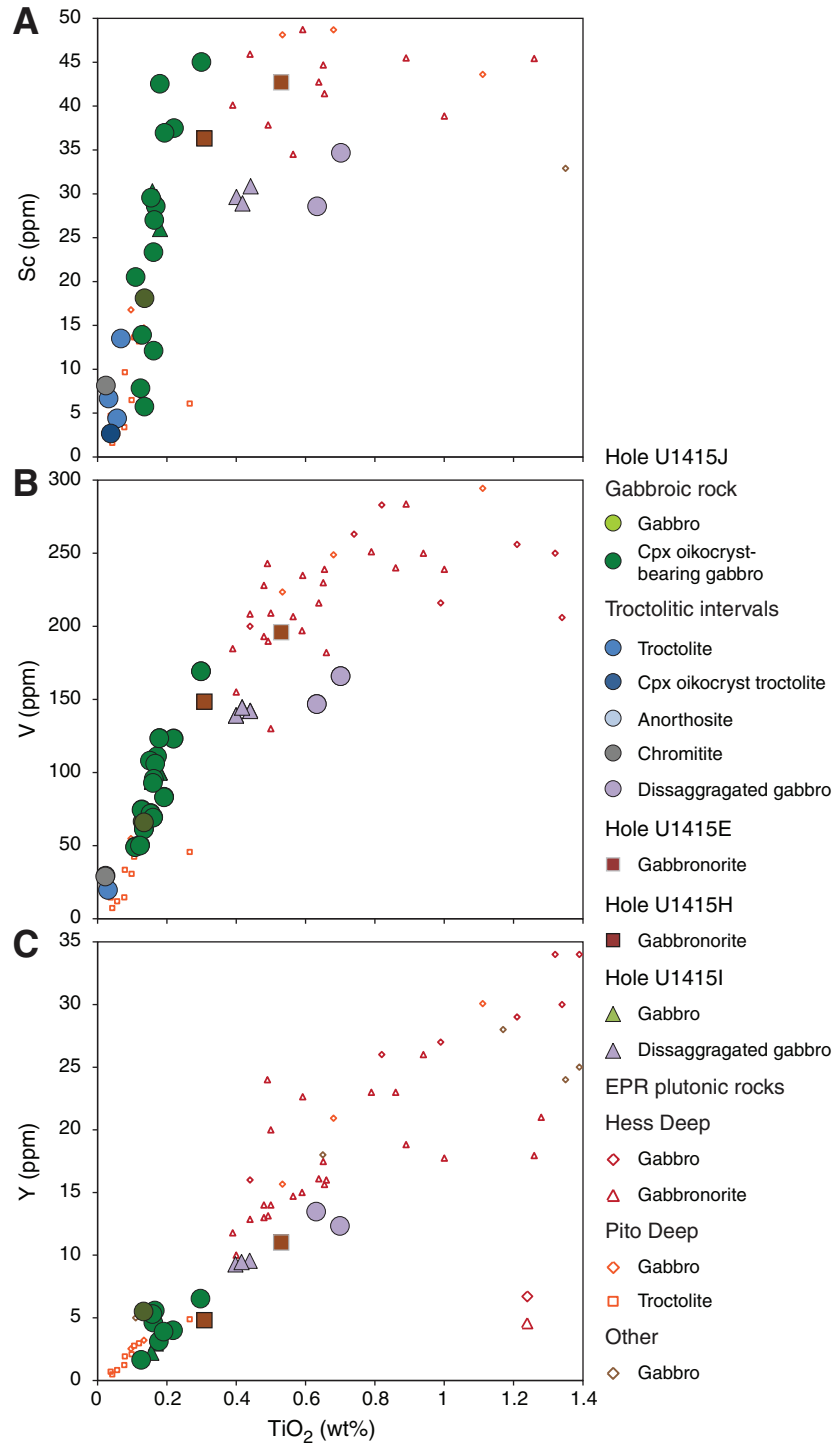 A
50
45
40
35
30
25
20
15
10
5
0
Sc (ppm)
B
300
250
200
150
100
50
0
V (ppm)
C
35
30
25
20
15
10
5
0
Y (ppm)
0 0.2 0.4 0.6 0.8 1 1.2 1.4
TiO2 (wt%)
Hole U1415J
Gabbroic rock
Gabbro
Cpx oikocryst-
bearing gabbro
Troctolitic intervals
Troctolite
Cpx oikocryst troctolite
Anorthosite
Chromitite
Dissaggragated gabbro
Hole U1415E
Gabbronorite
Hole U1415H
Gabbronorite
Hole U1415I
Gabbro
Dissaggragated gabbro
EPR plutonic rocks
Hess Deep
Gabbro
Gabbronorite
Pito Deep
Gabbro
Troctolite
Other
Gabbro